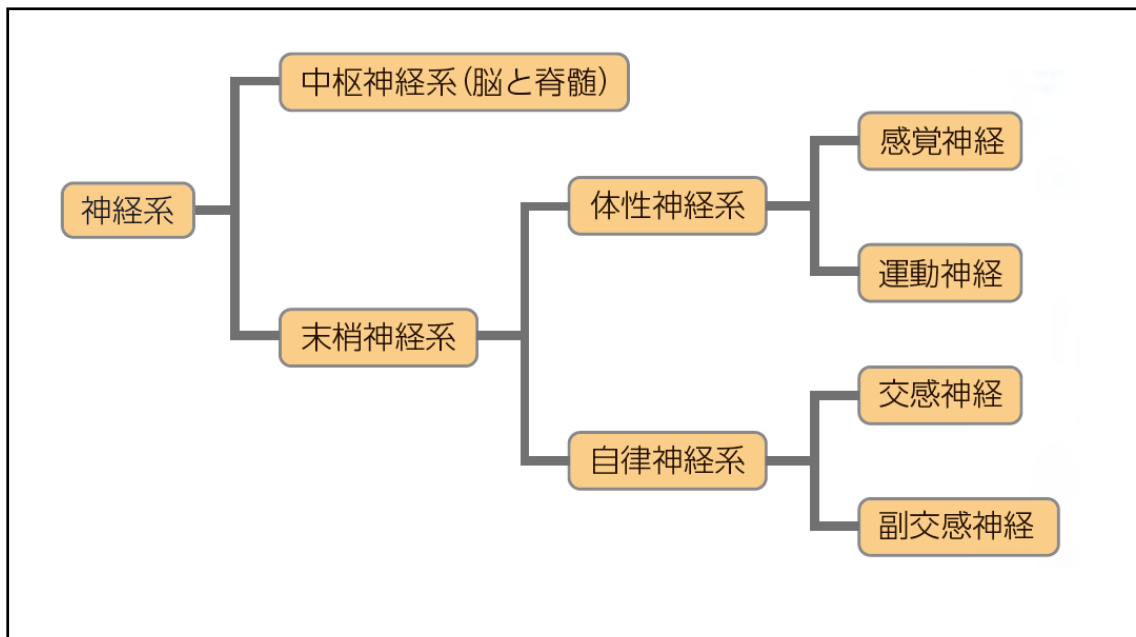 神経系
中枢神経系(脳と脊髄)
末梢神経系
体性神経系
自律神経系
感覚神経
運動神経
交感神経
副交感神経